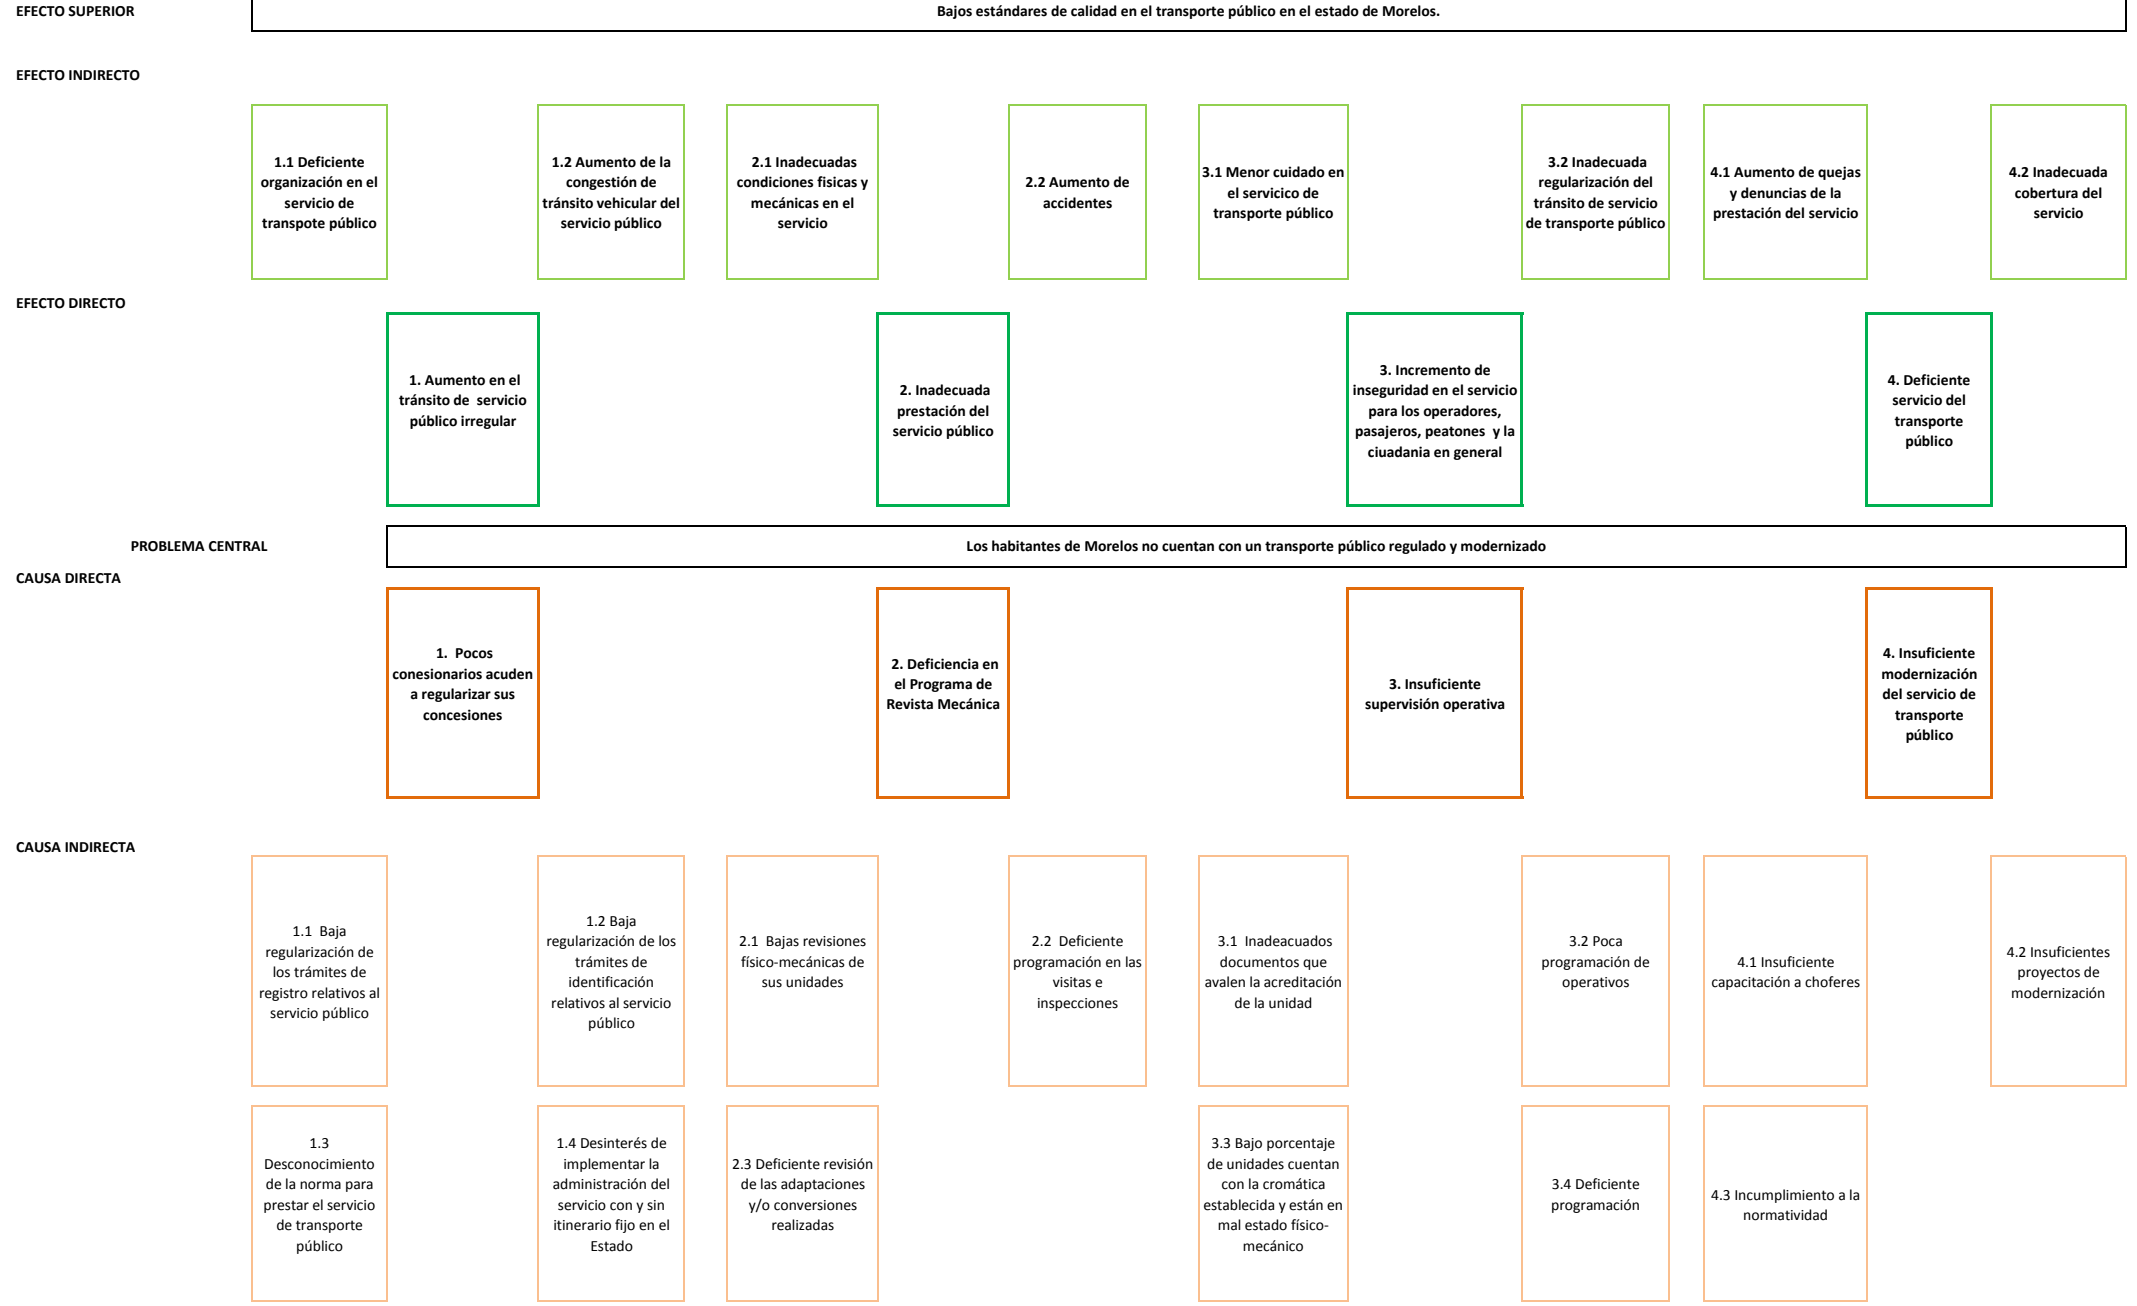 EFECTO SUPERIOR
Bajos estándares de calidad en el transporte público en el estado de Morelos.
EFECTO INDIRECTO
1.1 Deficiente
organización en el
servicio de
transpote público
1.2 Aumento de la
congestión de
tránsito vehicular del
servicio público
2.1 Inadecuadas
condiciones fisicas y
mecánicas en el
servicio
2.2 Aumento de
accidentes
3.1 Menor cuidado en
el servicico de
transporte público
3.2 Inadecuada
regularización del
tránsito de servicio
de transporte público
4.1 Aumento de quejas
y denuncias de la
prestación del servicio
4.2 Inadecuada
cobertura del
servicio
EFECTO DIRECTO
1. Aumento en el
tránsito de servicio
público irregular
2. Inadecuada
prestación del
servicio público
3. Incremento de
inseguridad en el servicio
para los operadores,
pasajeros, peatones y la
ciuadania en general
4. Deficiente
servicio del
transporte
público
PROBLEMA CENTRAL
Los habitantes de Morelos no cuentan con un transporte público regulado y modernizado
CAUSA DIRECTA
1. Pocos
conesionarios acuden
a regularizar sus
concesiones
2. Deficiencia en
el Programa de
Revista Mecánica
3. Insuficiente
supervisión operativa
4. Insuficiente
modernización
del servicio de
transporte
público
CAUSA INDIRECTA
1.1 Baja
regularización de
los trámites de
registro relativos al
servicio público
1.2 Baja
regularización de los
trámites de
identificación
relativos al servicio
público
2.1 Bajas revisiones
físico-mecánicas de
sus unidades
2.2 Deficiente
programación en las
visitas e
inspecciones
3.1 Inadeacuados
documentos que
avalen la acreditación
de la unidad
3.2 Poca
programación de
operativos
4.1 Insuficiente
capacitación a choferes
4.2 Insuficientes
proyectos de
modernización
1.3
Desconocimiento
de la norma para
prestar el servicio
de transporte
público
1.4 Desinterés de
implementar la
administración del
servicio con y sin
itinerario fijo en el
Estado
2.3 Deficiente revisión
de las adaptaciones
y/o conversiones
realizadas
3.3 Bajo porcentaje
de unidades cuentan
con la cromática
establecida y están en
mal estado físico-
mecánico
3.4 Deficiente
programación
4.3 Incumplimiento a la
normatividad